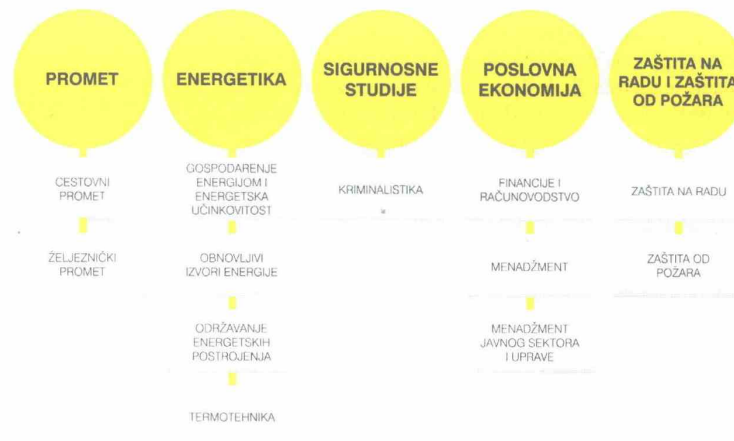 PROMET
CESTOVNI
PROMET
ŽELJEZNIČKI
PROMET
ENERGETIKA
GOSPODARENJE
ENERGIJOM I
ENERGETSKA
UČINKOVITOST
OBNOVLJIVI
IZVORI ENERGIJE
ODRŽAVANJE
ENERGETSKIH
POSTROJENJA
TERMOTEHNIKA
SIGURNOSNE
STUDIJE
KRIMINALISTIKA
POSLOVNA
EKONOMIJA
FINANCIJE I
RAČUNOVODSTVO
MENADŽMENT
MENADŽMENT
JAVNOG SEKTORA
I UPRAVE
ZAŠTITA NA
RADU I ZAŠTITA
OD POŽARA
ZAŠTITA NA RADU
ZAŠTITA OD
POŽARA